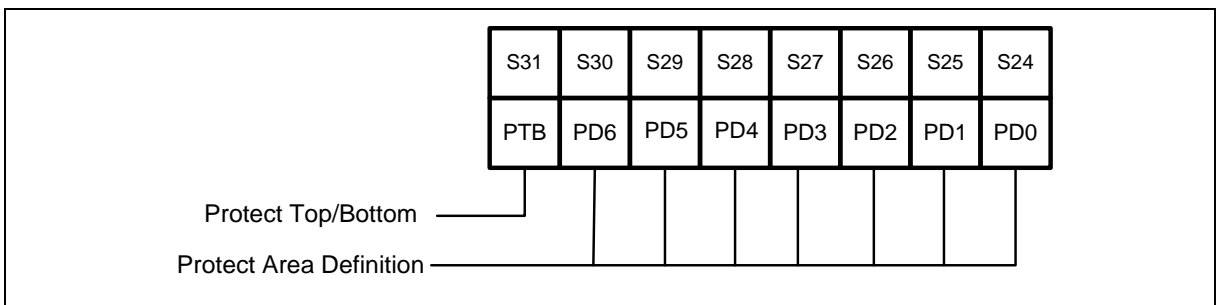 S31 S30 S29 S28 S27 S26 S25 S24
PTB PD6 PD5 PD4 PD3 PD2 PD1 PD0
Protect Top/Bottom
Protect Area Definition